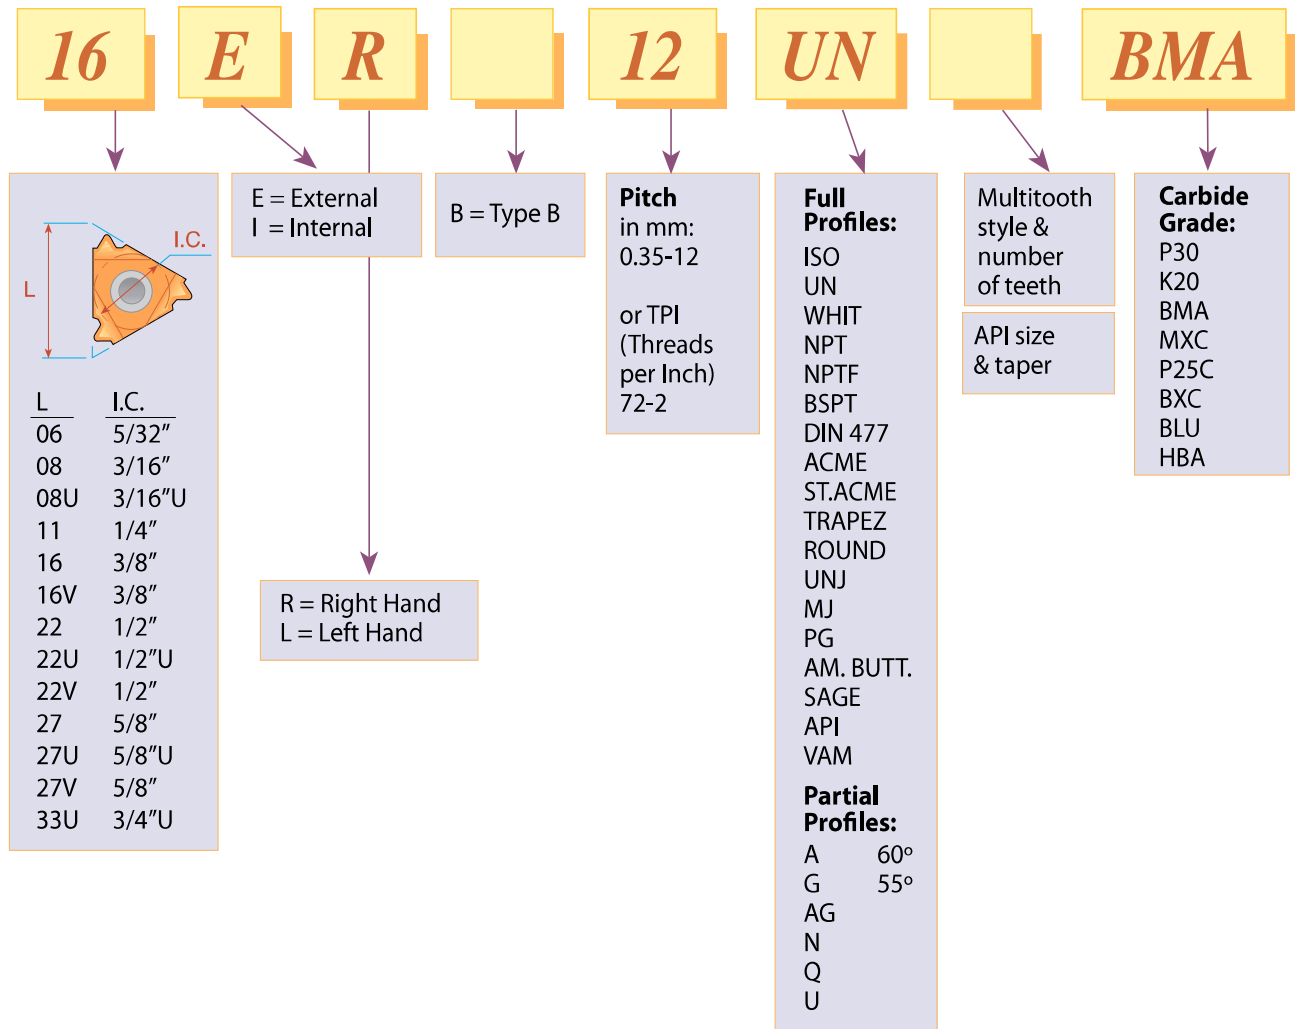 16 E R 12 UN BMA
L
I.C.
L I.C.
06 5/32"
08 3/16"
08U 3/16"U
11 1/4"
16 3/8"
16V 3/8"
22 1/2"
22U 1/2"U
22V 1/2"
27 5/8"
27U 5/8"U
27V 5/8"
33U 3/4"U
E = External
I = Internal
R = Right Hand
L = Left Hand
B = Type B
Pitch
in mm:
0.35-12
or TPI
(Threads
per Inch)
72-2
Full
Profiles:
ISO
UN
WHIT
NPT
NPTF
BSPT
DIN 477
ACME
ST.ACME
TRAPEZ
ROUND
UNJ
MJ
PG
AM. BUTT.
SAGE
API
VAM
Partial
Profiles:
A 60º
G 55º
AG
N
Q
U
Multitooth
style &
number
of teeth
API size
& taper
Carbide
Grade:
P30
K20
BMA
MXC
P25C
BXC
BLU
HBA